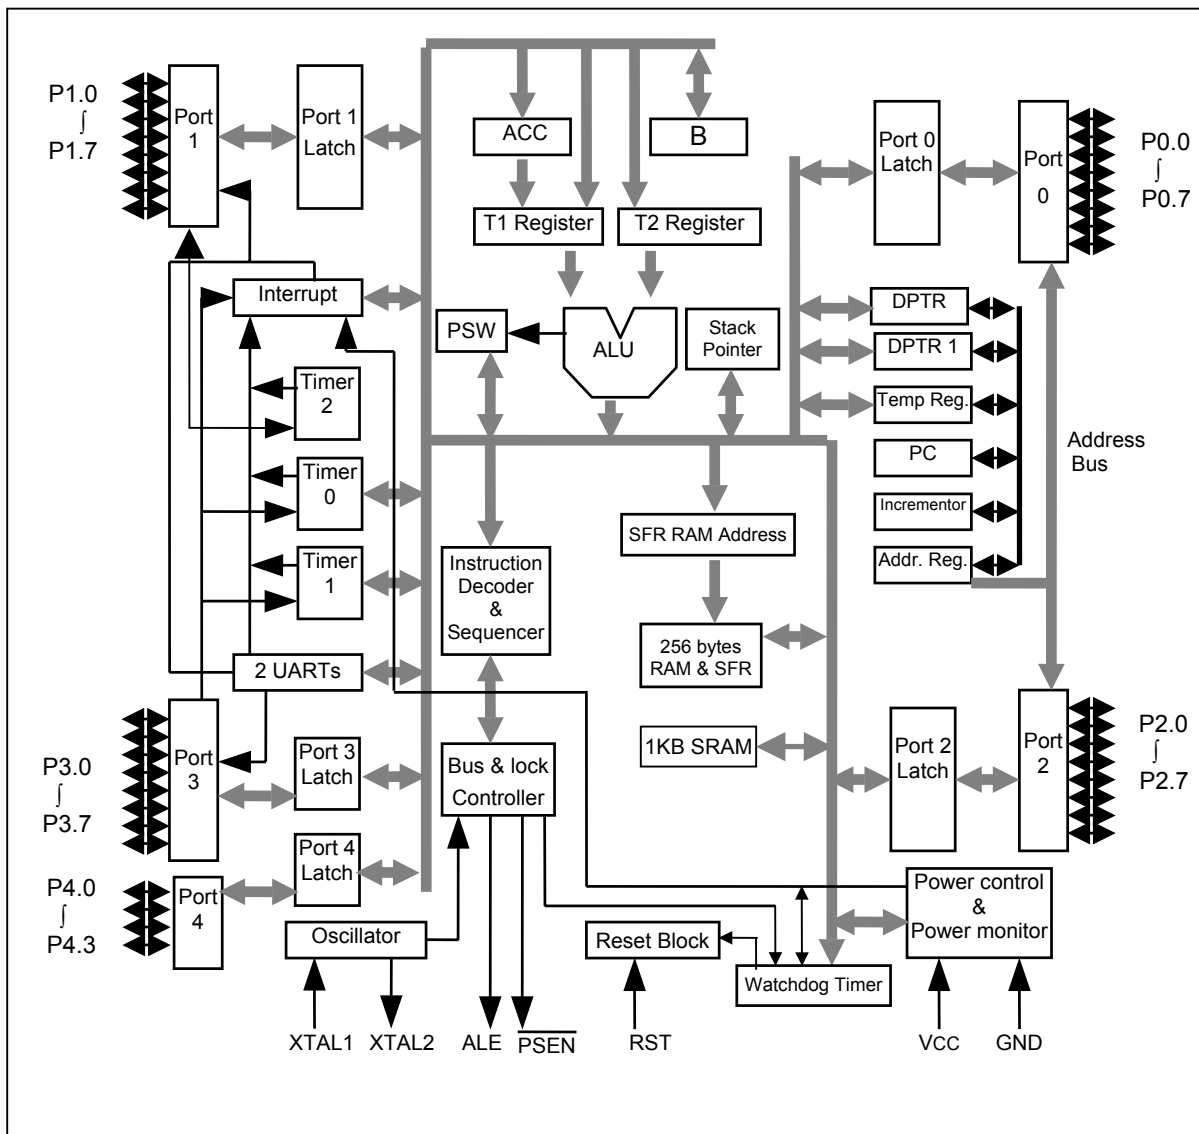 P1.0
∫
P1.7
Port
1
Port 1
Latch
ACC
B
T1 Register
T2 Register
Port 0
Latch
Port
0
P0.0
∫
P0.7
Interrupt
PSW
ALU
Stack
Pointer
DPTR
DPTR 1
Temp Reg.
PC
Incrementor
Addr. Reg.
Address
Bus
Timer
2
Timer
0
Timer
1
SFR RAM Address
Instruction
Decoder
&
Sequencer
256 bytes
RAM & SFR
2 UARTs
P3.0
∫
P3.7
Port
3
Port 3
Latch
Bus & lock
Controller
1KB SRAM
Port 2
Latch
Port
2
P2.0
∫
P2.7
P4.0
∫
P4.3
Port
4
Port 4
Latch
Oscillator
Reset Block
Watchdog Timer
Power control
&
Power monitor
XTAL1
XTAL2
ALE
PSEN
RST
VCC
GND